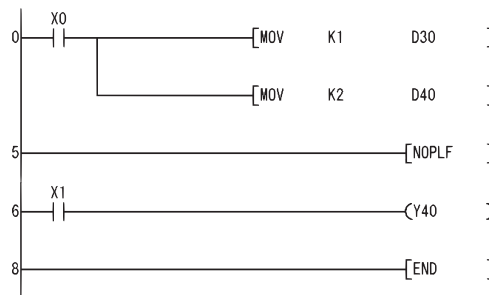 X0
0 MOV K1 D30
MOV K2 D40
5 NOPLF
X1
6 Y40
8 END